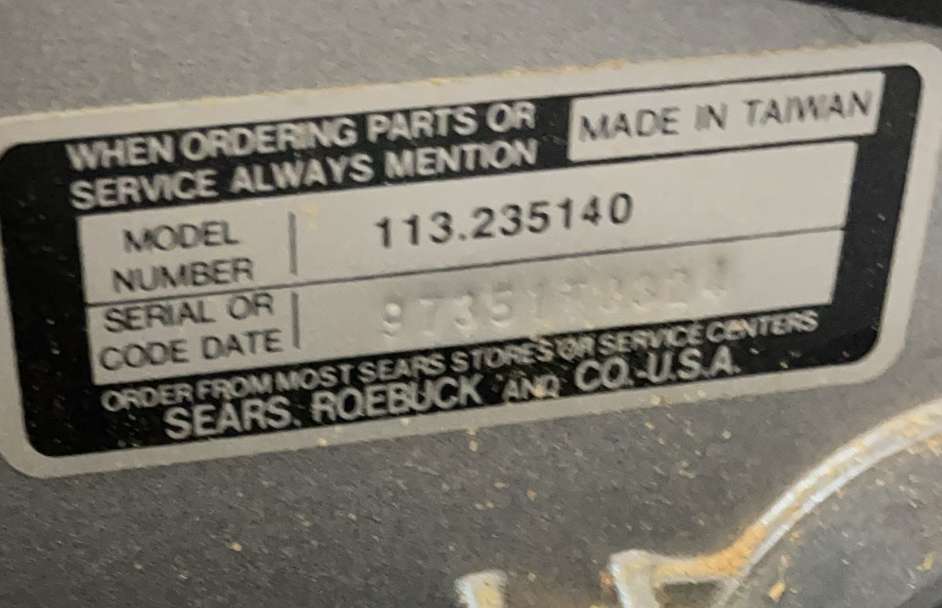 WHEN ORDERING PARTS OR
SERVICE ALWAYS MENTION
MADE IN TAIWAN
MODEL
NUMBER
113.235140
SERIAL OR
CODE DATE
ORDER FROM MOST SEARS STORES OR SERVICE CENTERS
SEARS, ROEBUCK AND CO.-U.S.A.